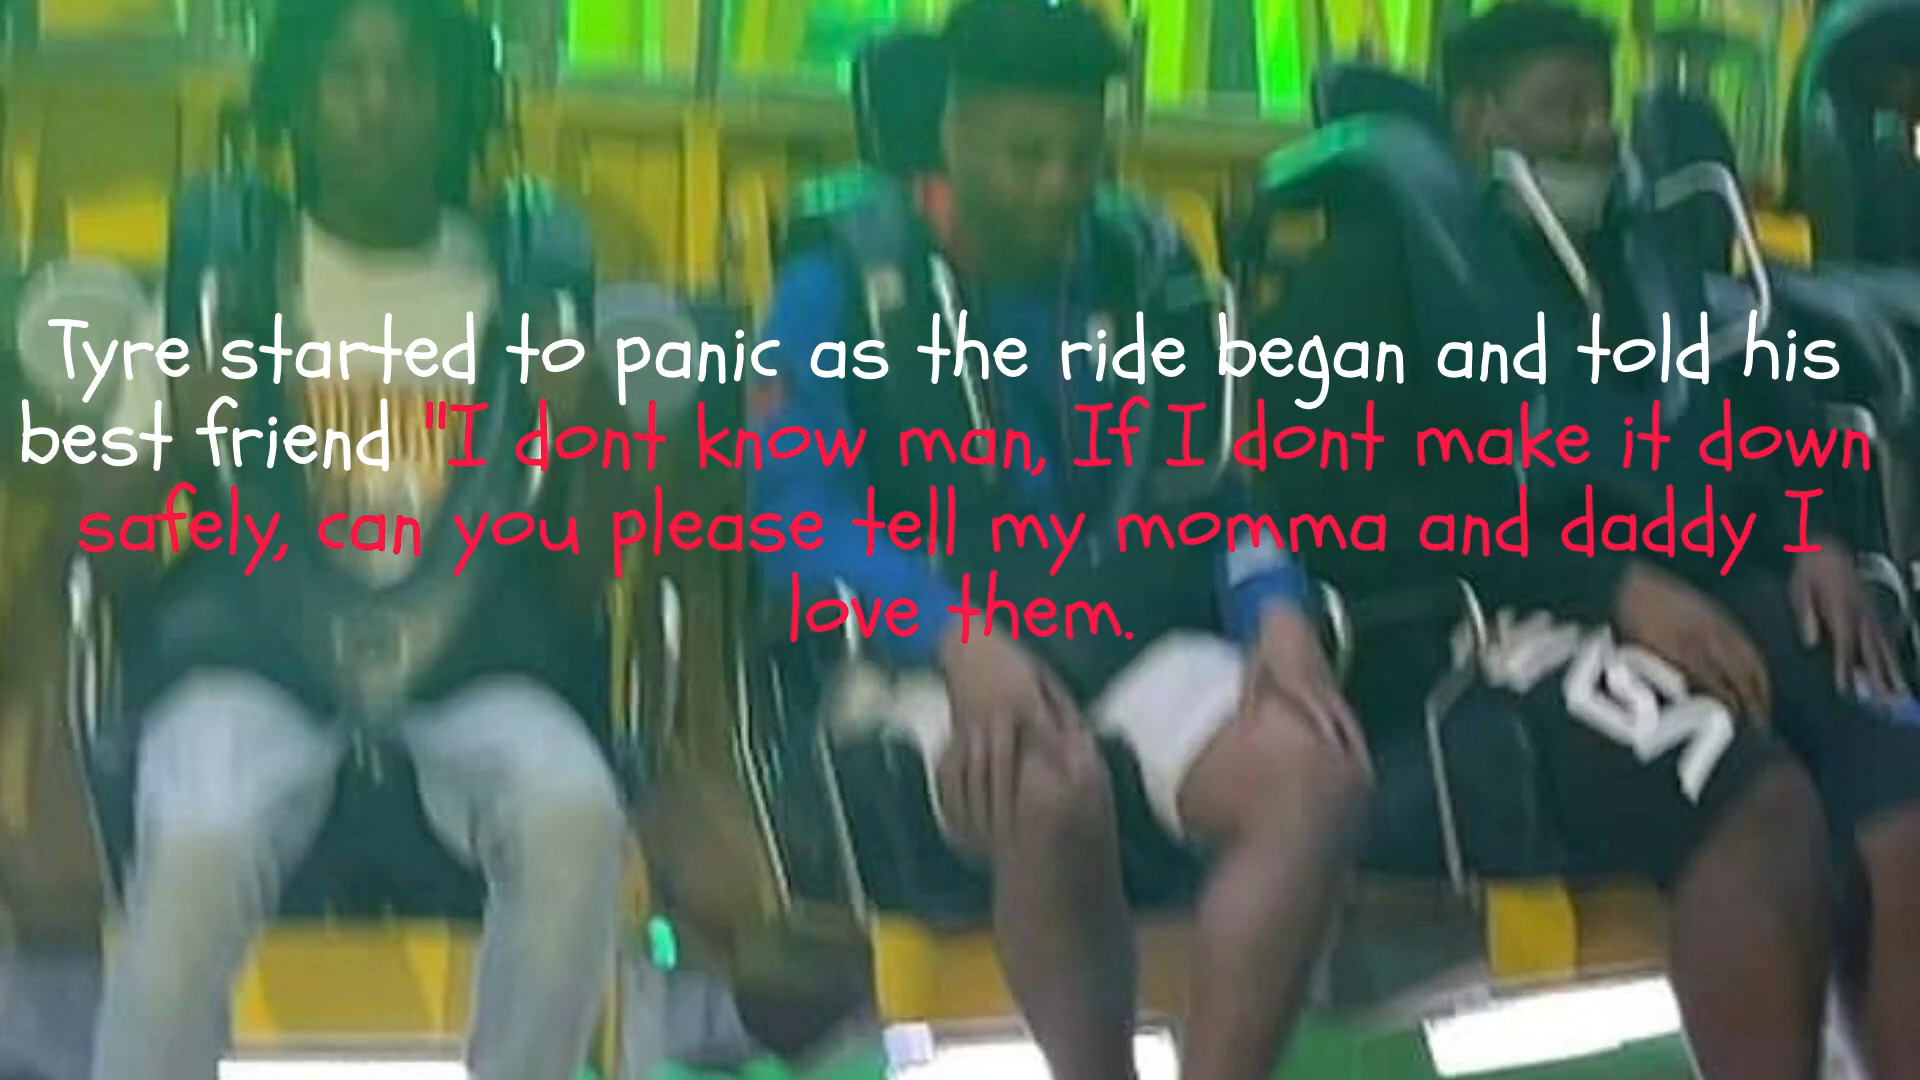 Tyre started to panic as the ride began and told his
best friend "I dont know man, If I dont make it down
safely, can you please tell my momma and daddy I
love them.